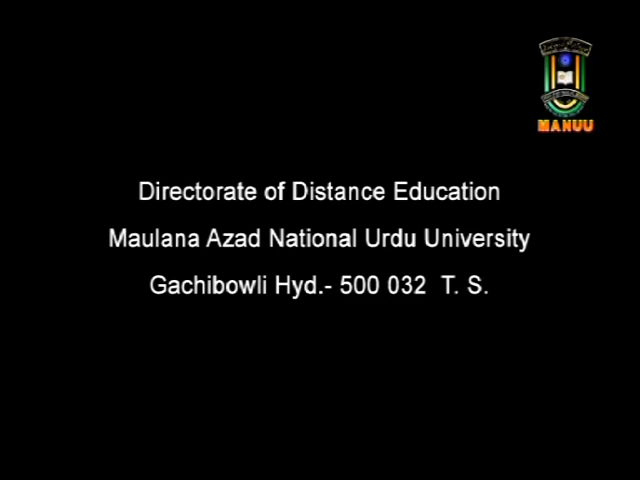 MANUU
Directorate of Distance Education
Maulana Azad National Urdu University
Gachibowli Hyd.- 500 032 T. S.